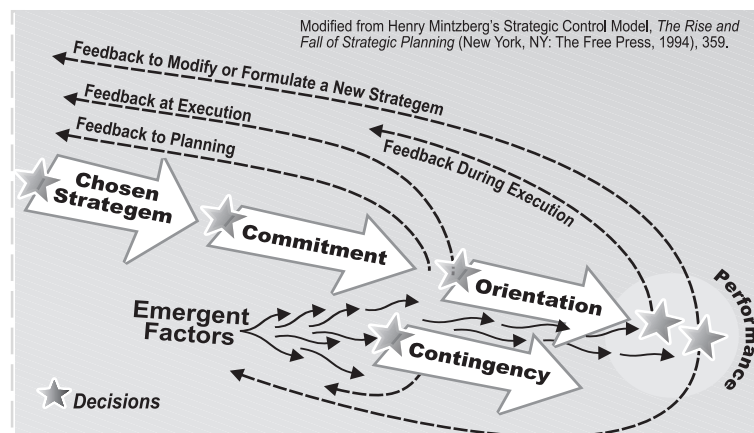 Modified from Henry Mintzberg's Strategic Control Model, The Rise and
Fall of Strategic Planning (New York, NY: The Free Press, 1994), 359.
Feedback to Modify or Formulate a New Strategem
Feedback at Execution
Feedback to Planning
Feedback During Execution
Chosen
Strategem
Commitment
Orientation
Performance
Emergent
Factors
Contingency
Decisions